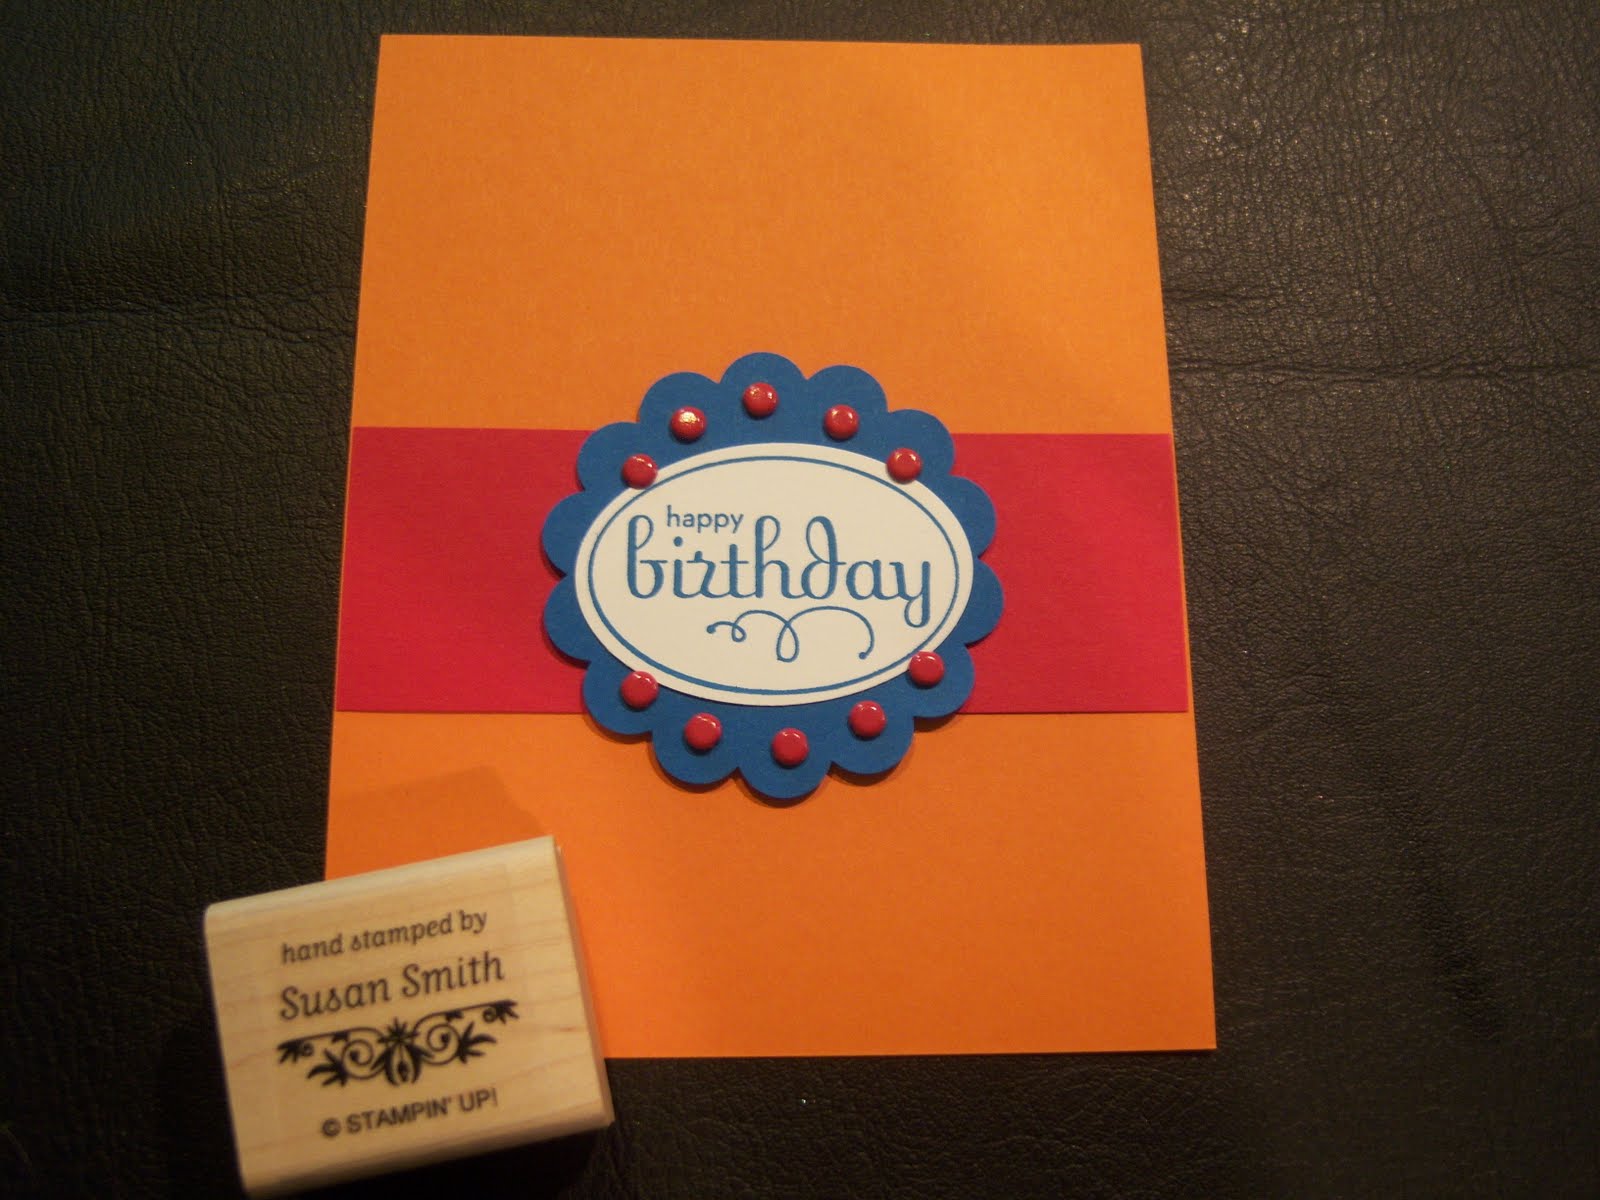 happy
birthday
hand stamped by
Susan Smith
© STAMPIN' UP!